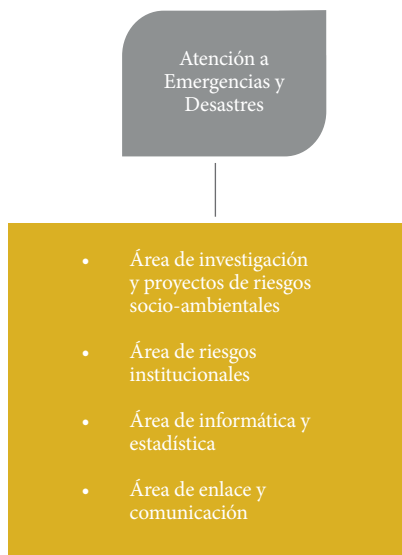 Atención a
Emergencias y
Desastres
• Área de investigación
y proyectos de riesgos
socio-ambientales
• Área de riesgos
institucionales
• Área de informática y
estadística
• Área de enlace y
comunicación